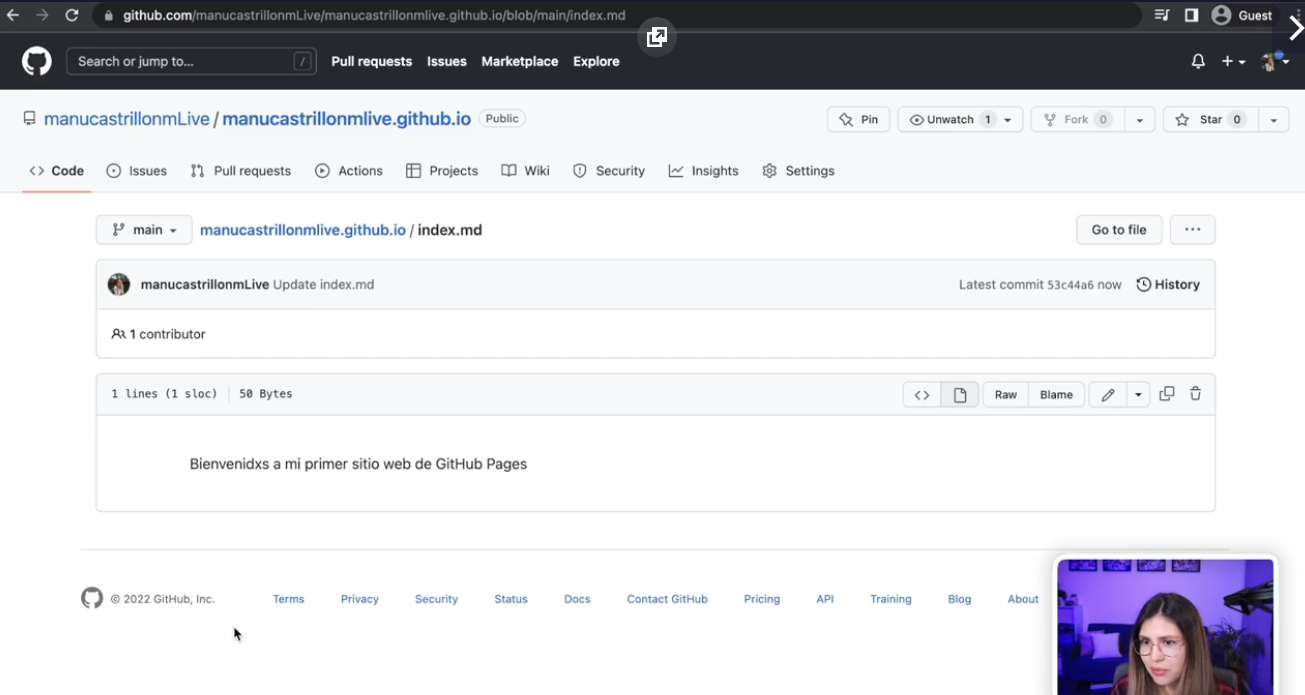 github.com/manucastrillonmLive/manucastrillonmlive.github.io/blob/main/index.md
Guest
Search or jump to... /
Pull requests Issues Marketplace Explore
manucastrillonmLive / manucastrillonmlive.github.io Public
Pin Unwatch 1 Fork 0 Star 0
Code Issues Pull requests Actions Projects Wiki Security Insights Settings
main manucastrillonmlive.github.io / index.md Go to file ...
manucastrillonmLive Update index.md Latest commit 53c44a6 now History
1 contributor
1 lines (1 sloc) 50 Bytes Raw Blame
Bienvenidxs a mi primer sitio web de GitHub Pages
© 2022 GitHub, Inc. Terms Privacy Security Status Docs Contact GitHub Pricing API Training Blog About